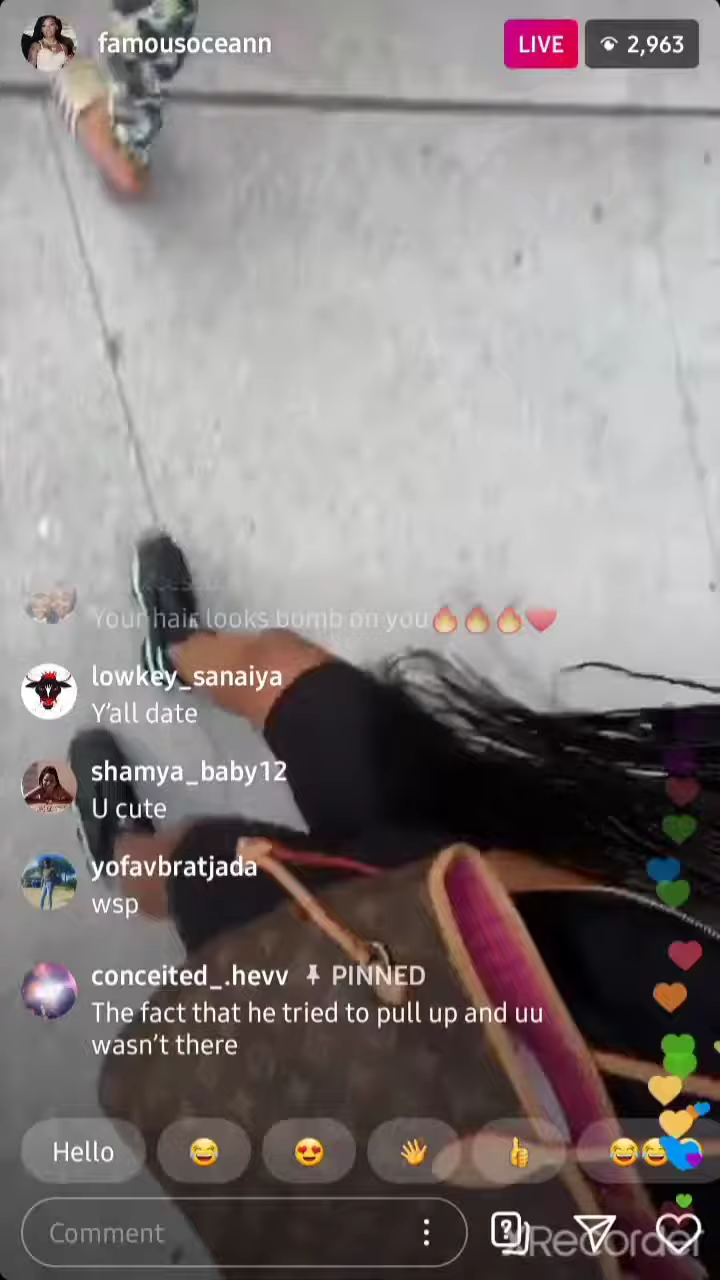 famousoceann
LIVE
2,963
Your hair looks bomb on you🔥🔥🔥❤️
lowkey_sanaiya
Y'all date
shamya_baby12
U cute
yofavbratjada
wsp
conceited_.hevv PINNED
The fact that he tried to pull up and uu
wasn't there
Hello 😂 😍 👋 👍 😂😂
Comment
XRecorder